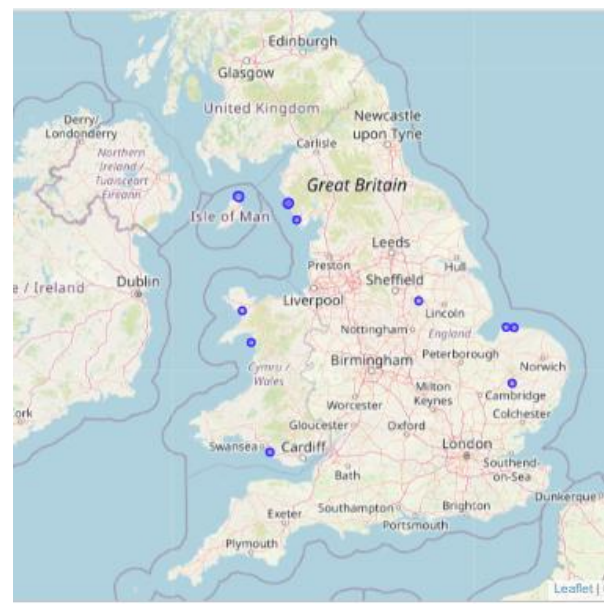 Edinburgh
Glasgow
United Kingdom
Derry/
Londonderry
Newcastle
upon Tyne
Carlisle
Northern
Ireland /
Tuaisceart
Éireann
Great Britain
Isle of Man
Leeds
Preston
Hull
Dublin
e / Ireland
Sheffield
Liverpool
Lincoln
Nottingham
England
Peterborough
Norwich
Birmingham
Cymru /
Wales
Cambridge
Milton
Keynes
Worcester
Colchester
Gloucester
Oxford
Swansea
Cardiff
London
Southend-
on-Sea
Bath
Dunkerque
Southampton
Brighton
Portsmouth
Exeter
Plymouth
ork
Leaflet |